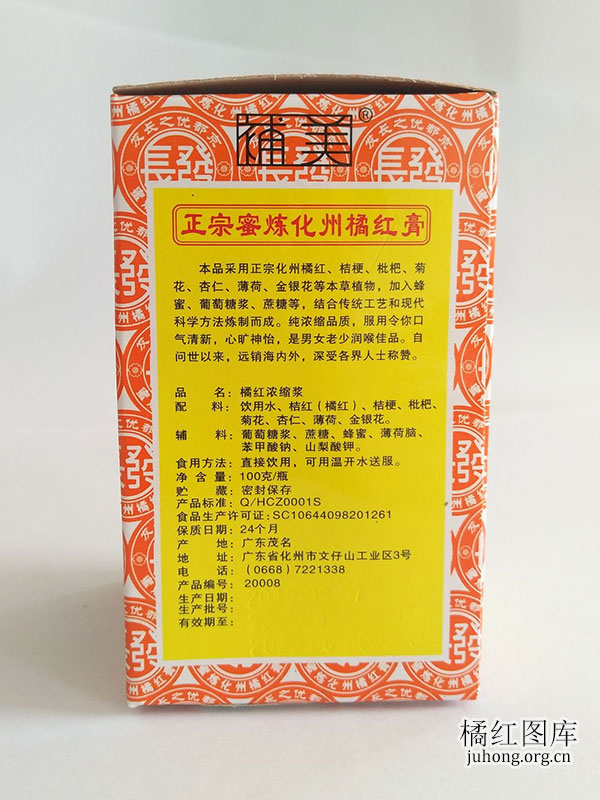 補美®
正宗蜜炼化州橘红膏
本品采用正宗化州橘红、桔梗、枇杷、菊
花、杏仁、薄荷、金银花等本草植物，加入蜂
蜜、葡萄糖浆、蔗糖等，结合传统工艺和现代
科学方法炼制而成。纯浓缩品质，服用令你口
气清新，心旷神怡，是男女老少润喉佳品。自
问世以来，远销海内外，深受各界人士称赞。
品名：橘红浓缩浆
配料：饮用水、桔红（橘红）、桔梗、枇杷、
菊花、杏仁、薄荷、金银花。
辅料：葡萄糖浆、蔗糖、蜂蜜、薄荷脑、
苯甲酸钠、山梨酸钾。
食用方法：直接饮用，可用温开水送服。
净含量：100克/瓶
贮藏：密封保存
产品标准：Q/HCZ0001S
食品生产许可证：SC10644098201261
保质日期：24个月
产地：广东茂名
地址：广东省化州市文仔山工业区3号
电话：(0668)7221338
产品编号：20008
生产日期：
生产批号：
有效期至：
橘红图库
juhong.org.cn